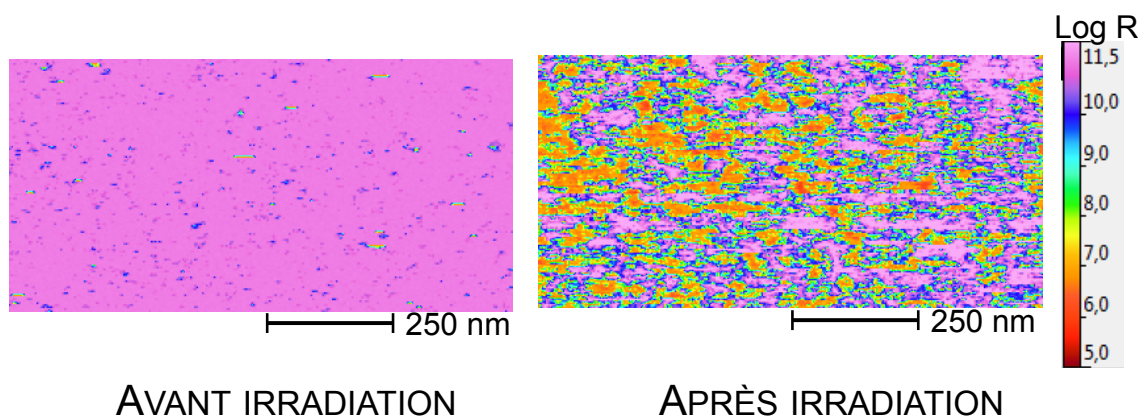 Log R
11,5
10,0
9,0
8,0
7,0
6,0
5,0
250 nm
250 nm
AVANT IRRADIATION
APRÈS IRRADIATION